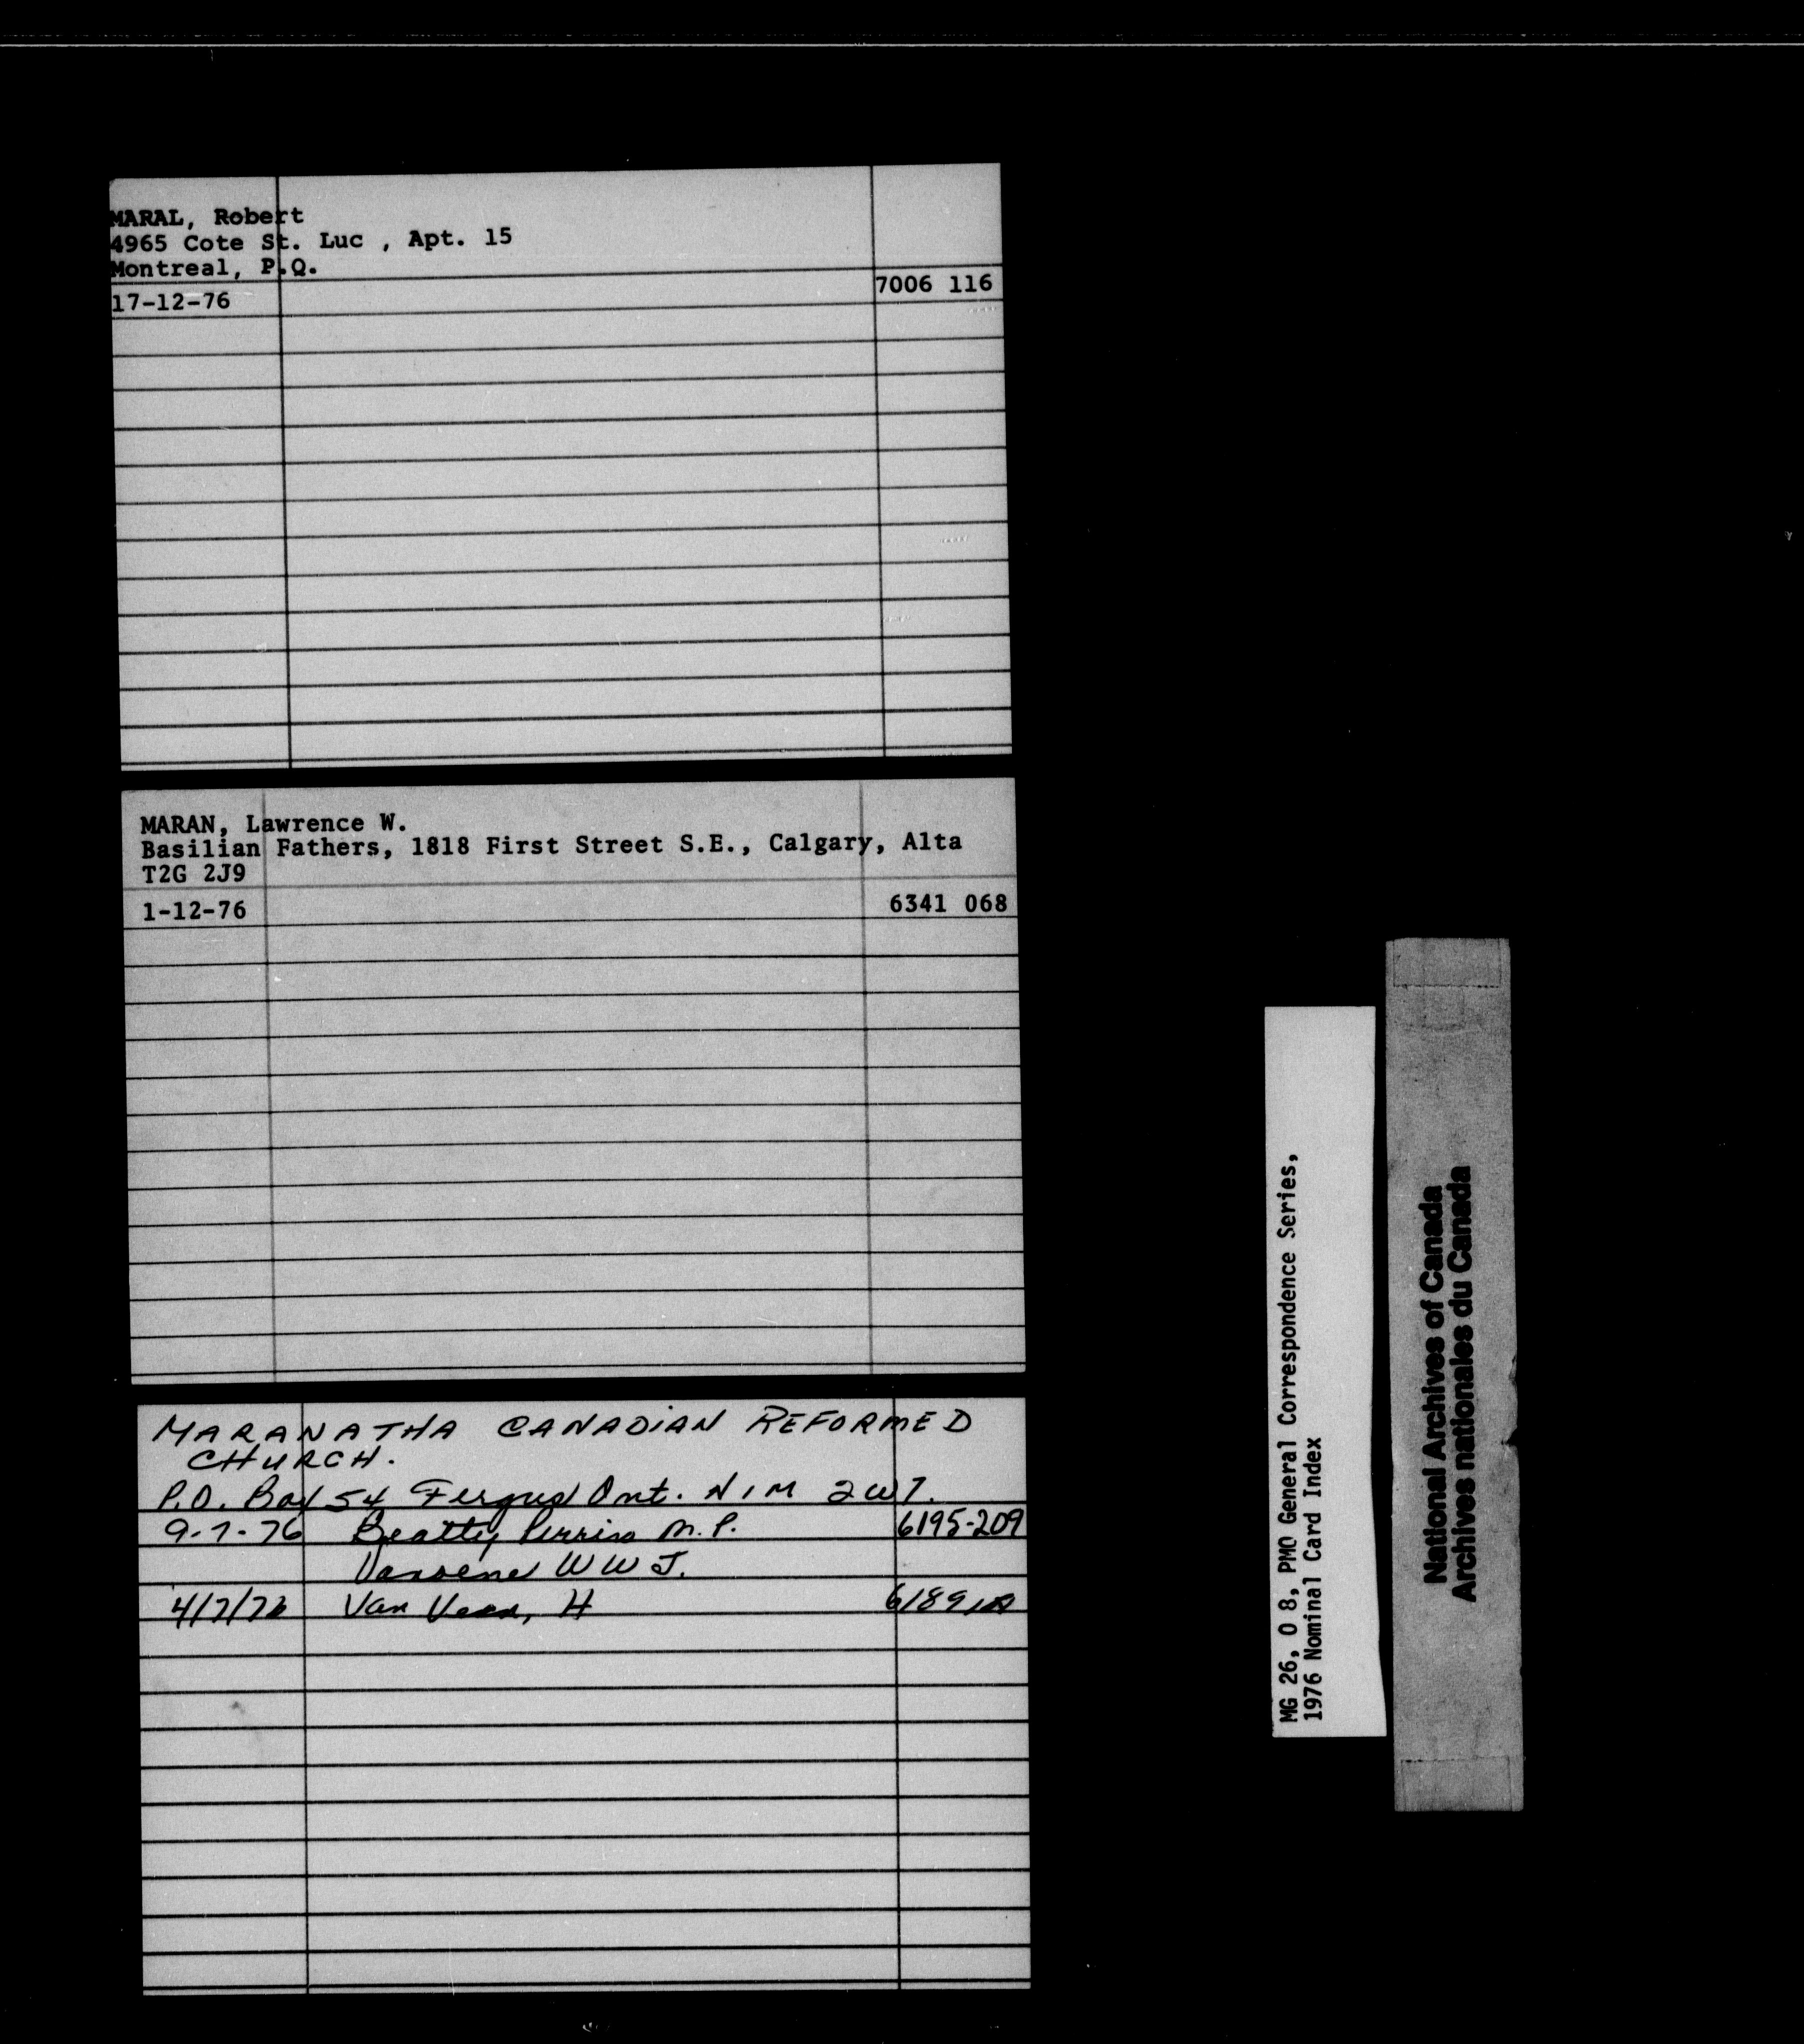 MARAL, Robert
4965 Cote St. Luc , Apt. 15
Montreal, P.Q.
17-12-76 7006 116
MARAN, Lawrence W.
Basilian Fathers, 1818 First Street S.E., Calgary, Alta
T2G 2J9
1-12-76 6341 068
MARANATHA CANADIAN REFORMED
CHURCH.
P.O. Box 54 Fergus Ont. N1M 2W7.
9-7-76 Beatty Perrin M.P. 6195-209
W W J.
4/7/76 Van Veen, H
MG 26, O 8, PMO General Correspondence Series,
1976 Nominal Card Index
National Archives of Canada
Archives nationales du Canada